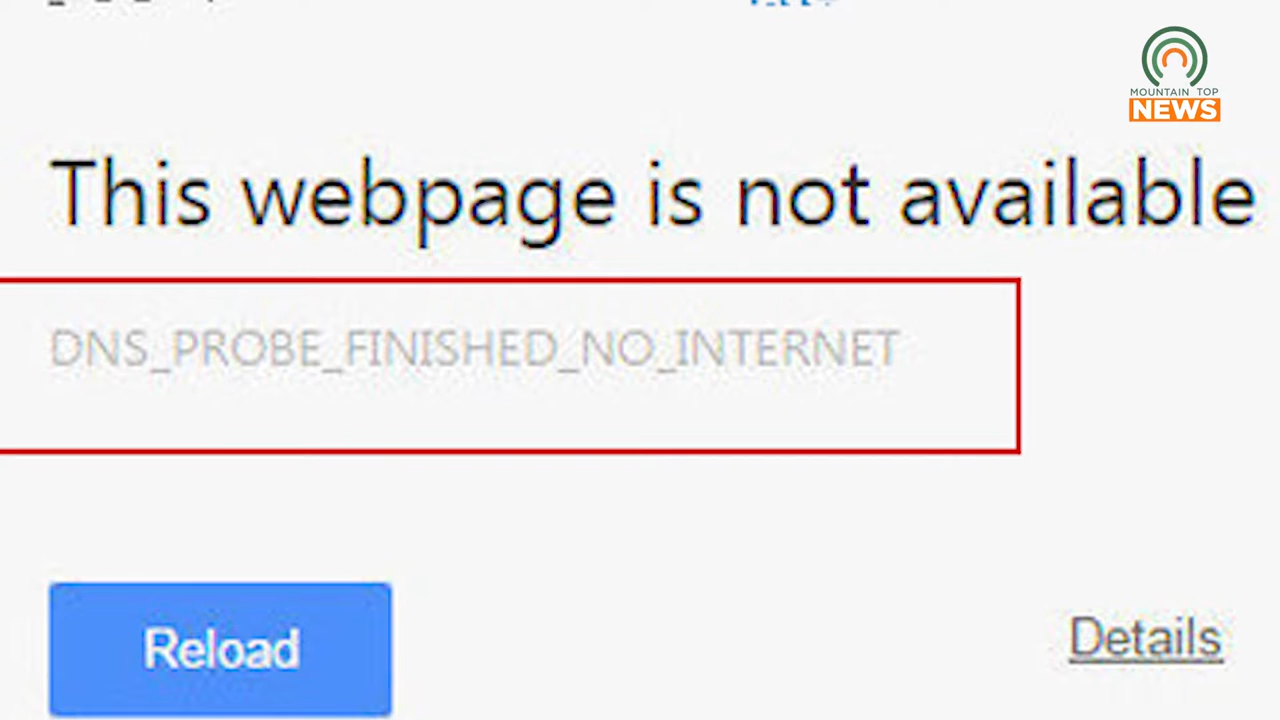 MOUNTAIN TOP
NEWS
This webpage is not available
DNS_PROBE_FINISHED_NO_INTERNET
Reload
Details